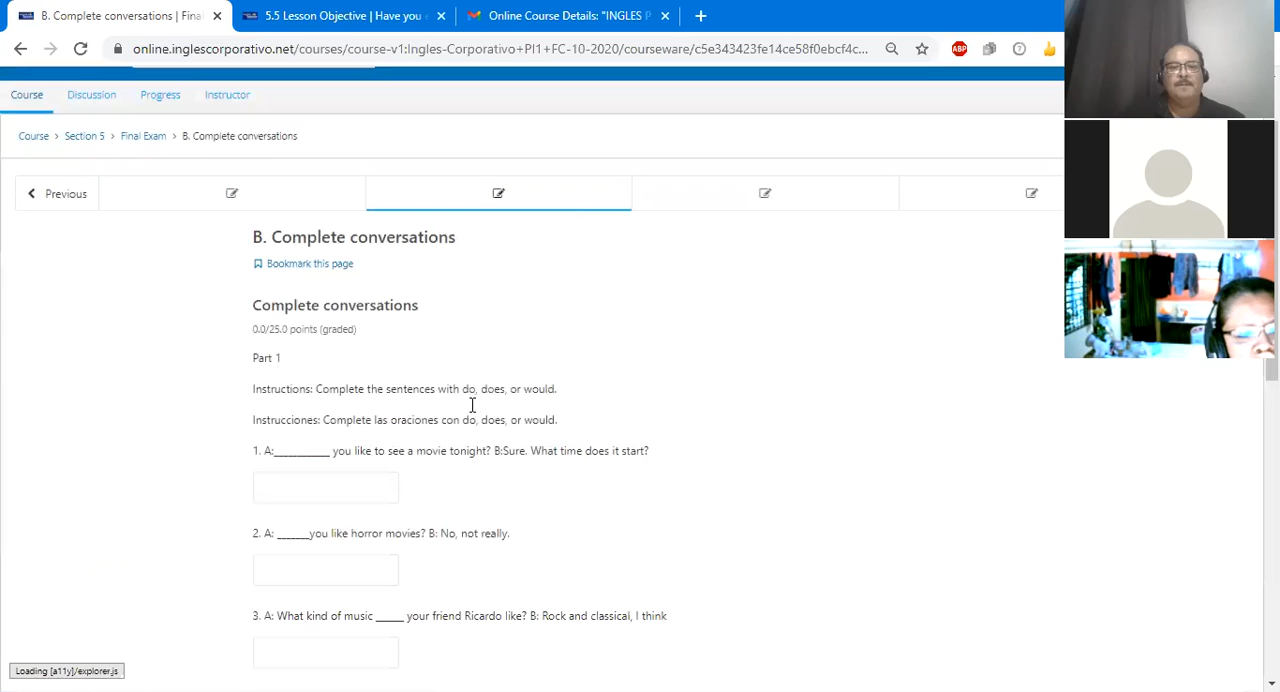 B. Complete conversations | Final
5.5 Lesson Objective | Have you e
Online Course Details: "INGLES P
online.inglescorporativo.net/courses/course-v1:Ingles-Corporativo+PI1+FC-10-2020/courseware/c5e343423fe14ce58f0ebcf4c...
ABP
Course
Discussion
Progress
Instructor
Course > Section 5 > Final Exam > B. Complete conversations
Previous
B. Complete conversations
Bookmark this page
Complete conversations
0.0/25.0 points (graded)
Part 1
Instructions: Complete the sentences with do, does, or would.
Instrucciones: Complete las oraciones con do, does, or would.
1. A:___________ you like to see a movie tonight? B:Sure. What time does it start?
2. A: ______you like horror movies? B: No, not really.
3. A: What kind of music _____ your friend Ricardo like? B: Rock and classical, I think
Loading [a11y]/explorer.js